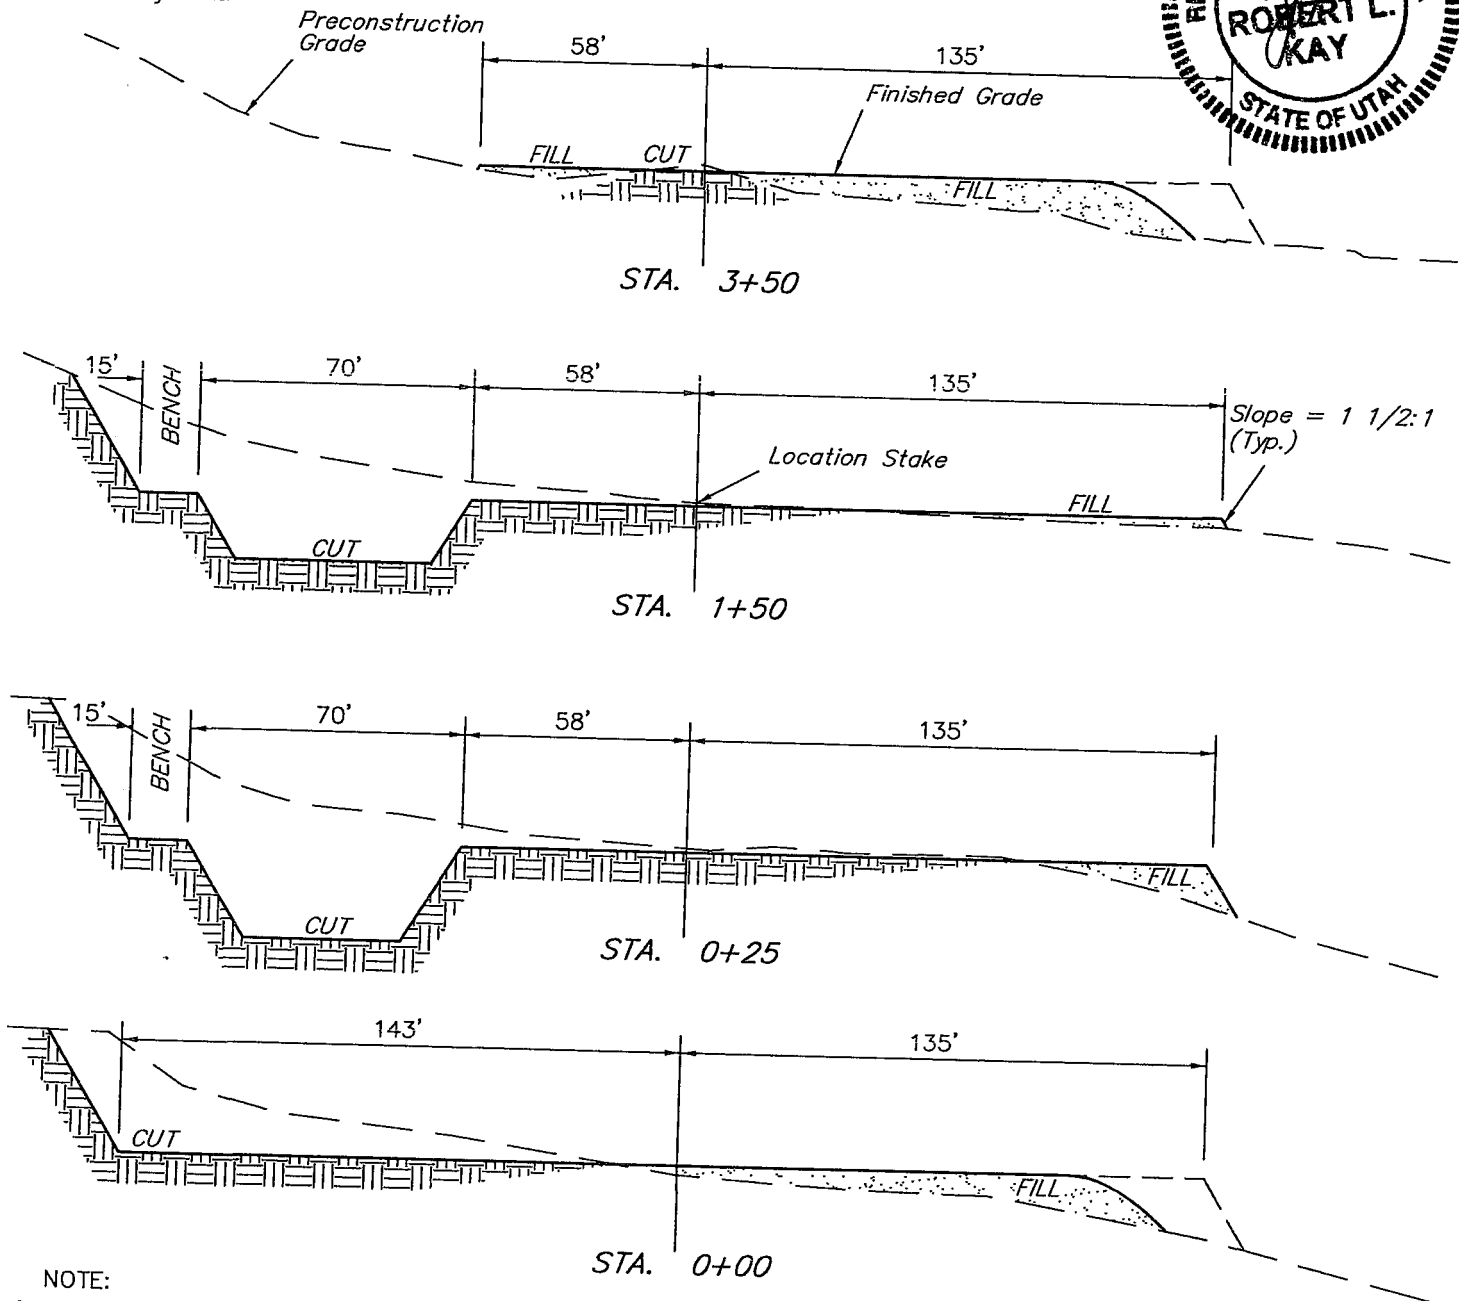 Preconstruction
Grade
58'
135'
Finished Grade
FILL
CUT
FILL
STA. 3+50
ROBERT L.
KAY
STATE OF UTAH
15'
BENCH
70'
58'
135'
Slope = 1 1/2:1
(Typ.)
Location Stake
FILL
CUT
STA. 1+50
15'
BENCH
70'
58'
135'
FILL
CUT
STA. 0+25
143'
135'
CUT
FILL
STA. 0+00
NOTE: